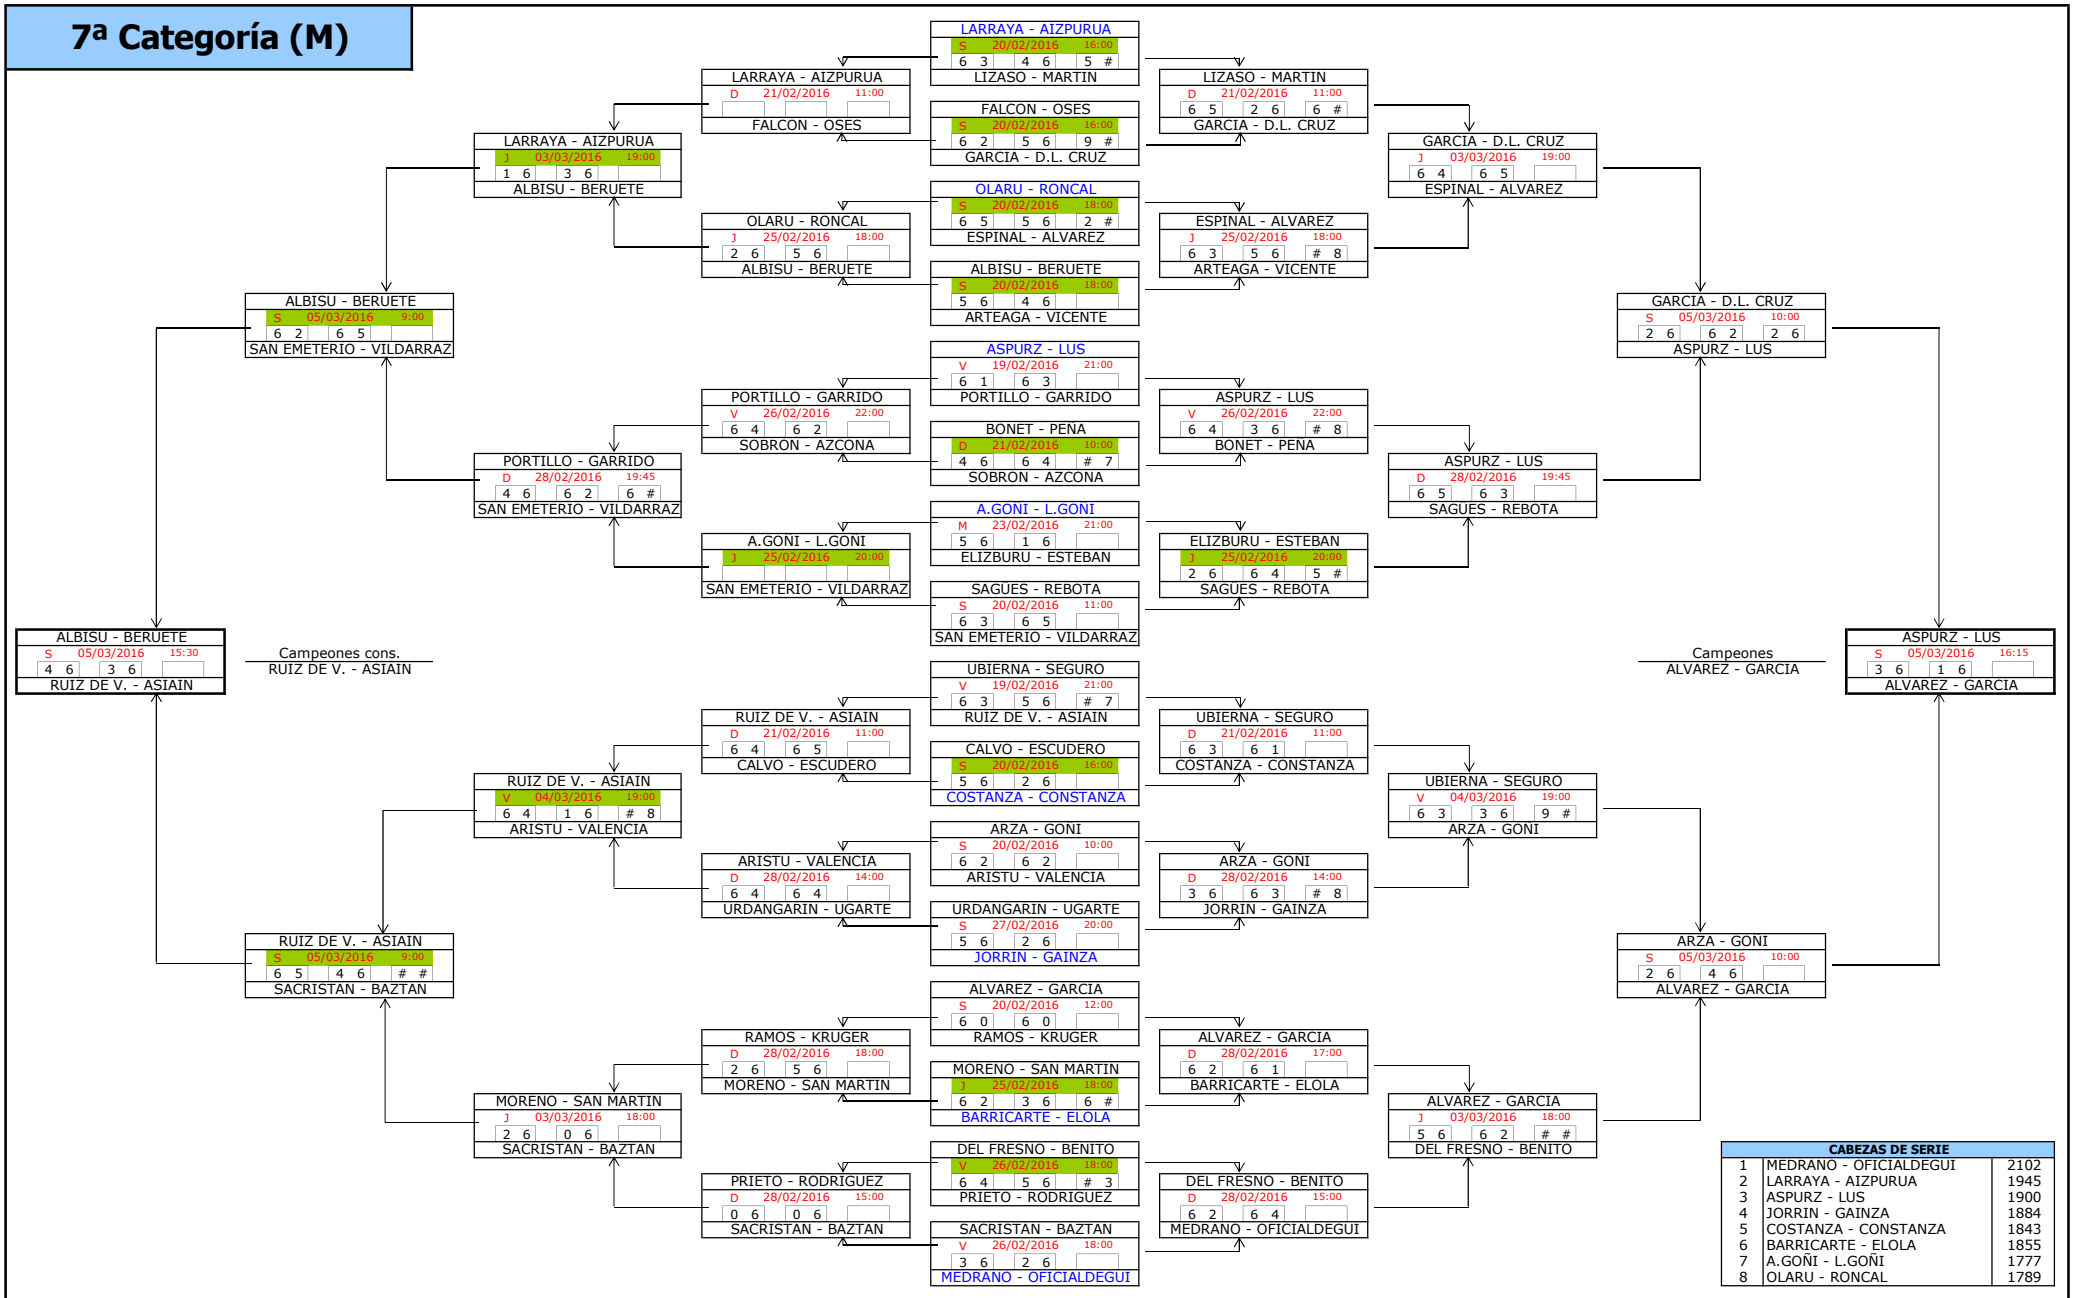 7ª Categoría (M)
LARRAYA - AIZPURUA
S 20/02/2016 16:00
6 3 4 6 5 #
LIZASO - MARTIN
FALCON - OSES
S 20/02/2016 16:00
6 2 5 6 9 #
GARCIA - D.L. CRUZ
OLARU - RONCAL
S 20/02/2016 18:00
6 5 5 6 2 #
ESPINAL - ALVAREZ
ALBISU - BERUETE
S 20/02/2016 18:00
5 6 4 6
ARTEAGA - VICENTE
ASPURZ - LUS
V 19/02/2016 21:00
6 1 6 3
PORTILLO - GARRIDO
BONET - PEÑA
D 21/02/2016 10:00
4 6 6 4 # 7
SOBRON - AZCONA
A.GOÑI - L.GOÑI
M 23/02/2016 21:00
5 6 1 6
ELIZBURU - ESTEBAN
SAGÜES - REBOTA
S 20/02/2016 11:00
6 3 6 5
SAN EMETERIO - VILDARRAZ
UBIERNA - SEGURO
V 19/02/2016 21:00
6 3 5 6 # 7
RUIZ DE V. - ASIAIN
CALVO - ESCUDERO
S 20/02/2016 16:00
5 6 2 6
COSTANZA - CONSTANZA
ARZA - GOÑI
S 20/02/2016 10:00
6 2 6 2
ARISTU - VALENCIA
URDANGARIN - UGARTE
S 27/02/2016 20:00
5 6 2 6
JORRIN - GAINZA
ALVAREZ - GARCIA
S 20/02/2016 12:00
6 0 6 0
RAMOS - KRUGER
MORENO - SAN MARTIN
J 25/02/2016 18:00
6 2 3 6 6 #
BARRICARTE - ELOLA
DEL FRESNO - BENITO
V 26/02/2016 18:00
6 4 5 6 # 3
PRIETO - RODRIGUEZ
SACRISTAN - BAZTAN
V 26/02/2016 18:00
3 6 2 6
MEDRANO - OFICIALDEGUI
LARRAYA - AIZPURUA
D 21/02/2016 11:00
FALCON - OSES
OLARU - RONCAL
J 25/02/2016 18:00
2 6 5 6
ALBISU - BERUETE
PORTILLO - GARRIDO
V 26/02/2016 22:00
6 4 6 2
SOBRON - AZCONA
A.GOÑI - L.GOÑI
J 25/02/2016 20:00
SAN EMETERIO - VILDARRAZ
RUIZ DE V. - ASIAIN
D 21/02/2016 11:00
6 4 6 5
CALVO - ESCUDERO
ARISTU - VALENCIA
D 28/02/2016 14:00
6 4 6 4
URDANGARIN - UGARTE
RAMOS - KRUGER
D 28/02/2016 18:00
2 6 5 6
MORENO - SAN MARTIN
PRIETO - RODRIGUEZ
D 28/02/2016 15:00
0 6 0 6
SACRISTAN - BAZTAN
LARRAYA - AIZPURUA
J 03/03/2016 19:00
1 6 3 6
ALBISU - BERUETE
PORTILLO - GARRIDO
D 28/02/2016 19:45
4 6 6 2 6 #
SAN EMETERIO - VILDARRAZ
RUIZ DE V. - ASIAIN
V 04/03/2016 19:00
6 4 1 6 # 8
ARISTU - VALENCIA
MORENO - SAN MARTIN
J 03/03/2016 18:00
2 6 0 6
SACRISTAN - BAZTAN
ALBISU - BERUETE
S 05/03/2016 9:00
6 2 6 5
SAN EMETERIO - VILDARRAZ
RUIZ DE V. - ASIAIN
S 05/03/2016 9:00
6 5 4 6 # #
SACRISTAN - BAZTAN
ALBISU - BERUETE
S 05/03/2016 15:30
4 6 3 6
RUIZ DE V. - ASIAIN
Campeones cons.
RUIZ DE V. - ASIAIN
LIZASO - MARTIN
D 21/02/2016 11:00
6 5 2 6 6 #
GARCIA - D.L. CRUZ
ESPINAL - ALVAREZ
J 25/02/2016 18:00
6 3 5 6 # 8
ARTEAGA - VICENTE
ASPURZ - LUS
V 26/02/2016 22:00
6 4 3 6 # 8
BONET - PEÑA
ELIZBURU - ESTEBAN
J 25/02/2016 20:00
2 6 6 4 5 #
SAGÜES - REBOTA
UBIERNA - SEGURO
D 21/02/2016 11:00
6 3 6 1
COSTANZA - CONSTANZA
ARZA - GOÑI
D 28/02/2016 14:00
3 6 6 3 # 8
JORRIN - GAINZA
ALVAREZ - GARCIA
D 28/02/2016 17:00
6 2 6 1
BARRICARTE - ELOLA
DEL FRESNO - BENITO
D 28/02/2016 15:00
6 2 6 4
MEDRANO - OFICIALDEGUI
GARCIA - D.L. CRUZ
J 03/03/2016 19:00
6 4 6 5
ESPINAL - ALVAREZ
ASPURZ - LUS
D 28/02/2016 19:45
6 5 6 3
SAGÜES - REBOTA
UBIERNA - SEGURO
V 04/03/2016 19:00
6 3 3 6 9 #
ARZA - GOÑI
ALVAREZ - GARCIA
J 03/03/2016 18:00
5 6 6 2 # #
DEL FRESNO - BENITO
GARCIA - D.L. CRUZ
S 05/03/2016 10:00
2 6 6 2 2 6
ASPURZ - LUS
ARZA - GOÑI
S 05/03/2016 10:00
2 6 4 6
ALVAREZ - GARCIA
Campeones
ALVAREZ - GARCIA
ASPURZ - LUS
S 05/03/2016 16:15
3 6 1 6
ALVAREZ - GARCIA
CABEZAS DE SERIE
1 MEDRANO - OFICIALDEGUI 2102
2 LARRAYA - AIZPURUA 1945
3 ASPURZ - LUS 1900
4 JORRIN - GAINZA 1884
5 COSTANZA - CONSTANZA 1843
6 BARRICARTE - ELOLA 1855
7 A.GOÑI - L.GOÑI 1777
8 OLARU - RONCAL 1789